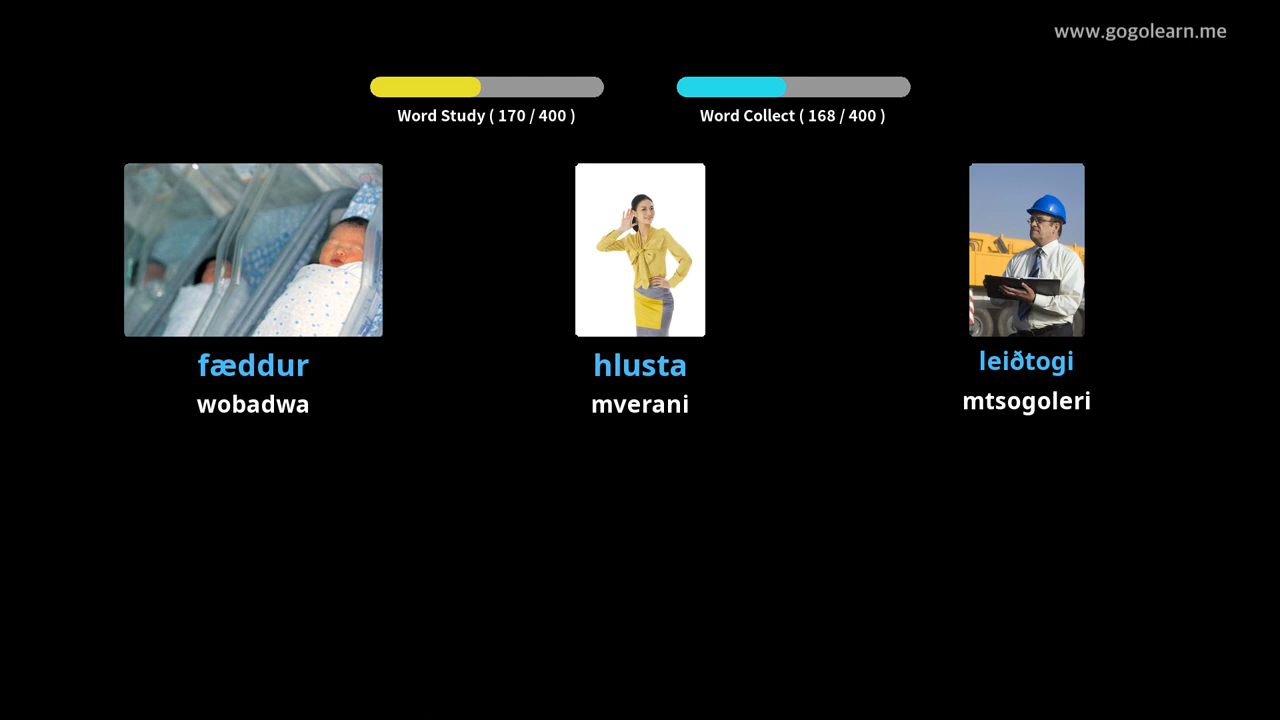 www.gogolearn.me
Word Study ( 170 / 400 )
Word Collect ( 168 / 400 )
fæddur
wobadwa
hlusta
mverani
leiðtogi
mtsogoleri